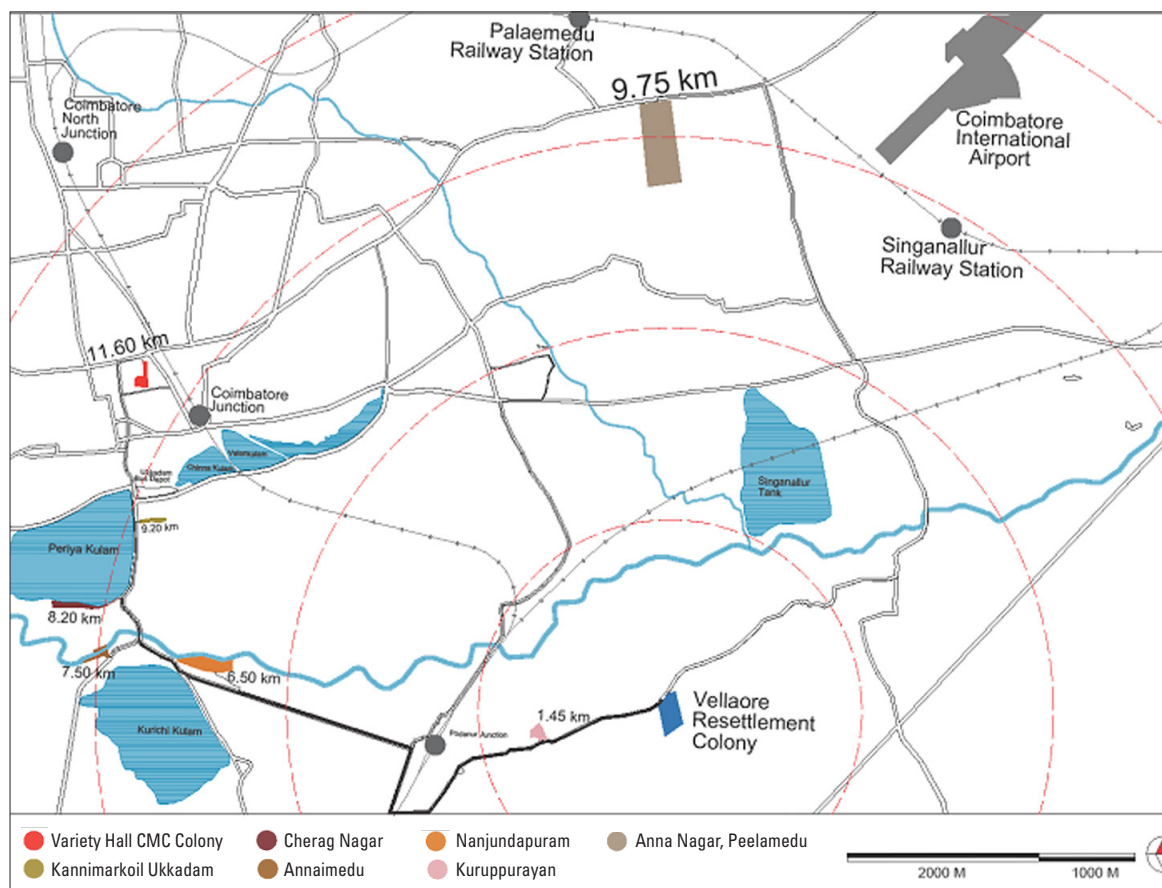 Palaemedu
Railway Station
9.75 km
Coimbatore
North
Junction
Coimbatore
International
Airport
Singanallur
Railway Station
11.60 km
Coimbatore
Junction
Valankulam
Chinna Kulam
Ukkadam
Bus Depot
Singanallur
Tank
9.20 km
Periya Kulam
8.20 km
7.50 km
6.50 km
Kurichi Kulam
1.45 km
Vellaore
Resettlement
Colony
Podanur Junction
Variety Hall CMC Colony
Cherag Nagar
Nanjundapuram
Anna Nagar, Peelamedu
Kannimarkoil Ukkadam
Annaimedu
Kuruppurayan
2000 M
1000 M